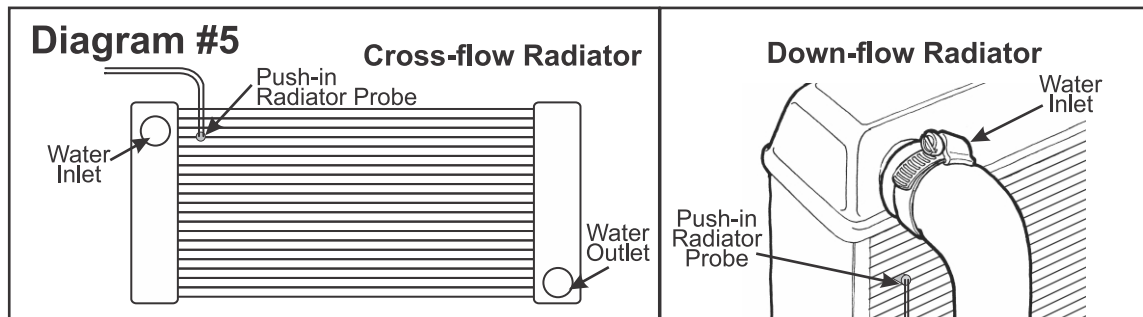 Diagram #5
Cross-flow Radiator
Push-in
Radiator Probe
Water
Inlet
Water
Outlet
Down-flow Radiator
Water
Inlet
Push-in
Radiator
Probe